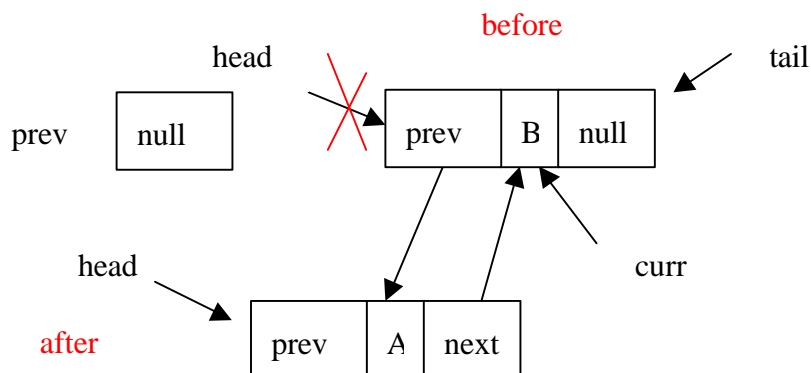 before
head tail
prev null prev B null
head curr
after prev A next